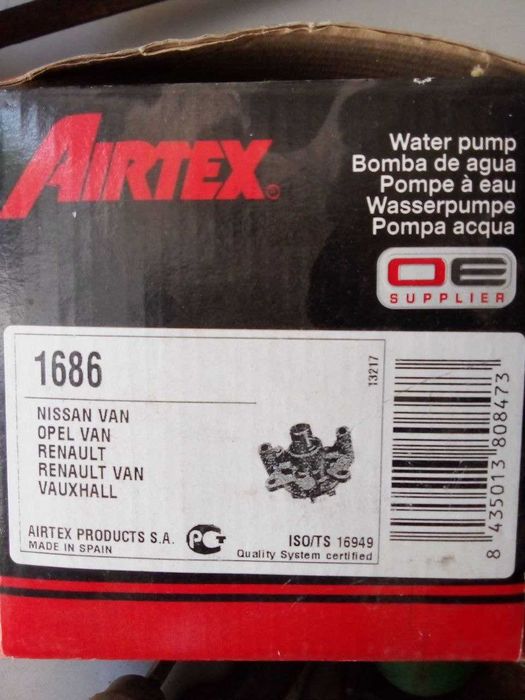 AIRTEX®
Water pump
Bomba de agua
Pompe à eau
Wasserpumpe
Pompa acqua
OE
SUPPLIER
1686
13217
NISSAN VAN
OPEL VAN
RENAULT
RENAULT VAN
VAUXHALL
AIRTEX PRODUCTS S.A.
MADE IN SPAIN
РСТ
ISO/TS 16949
Quality System certified
8 435013 808473